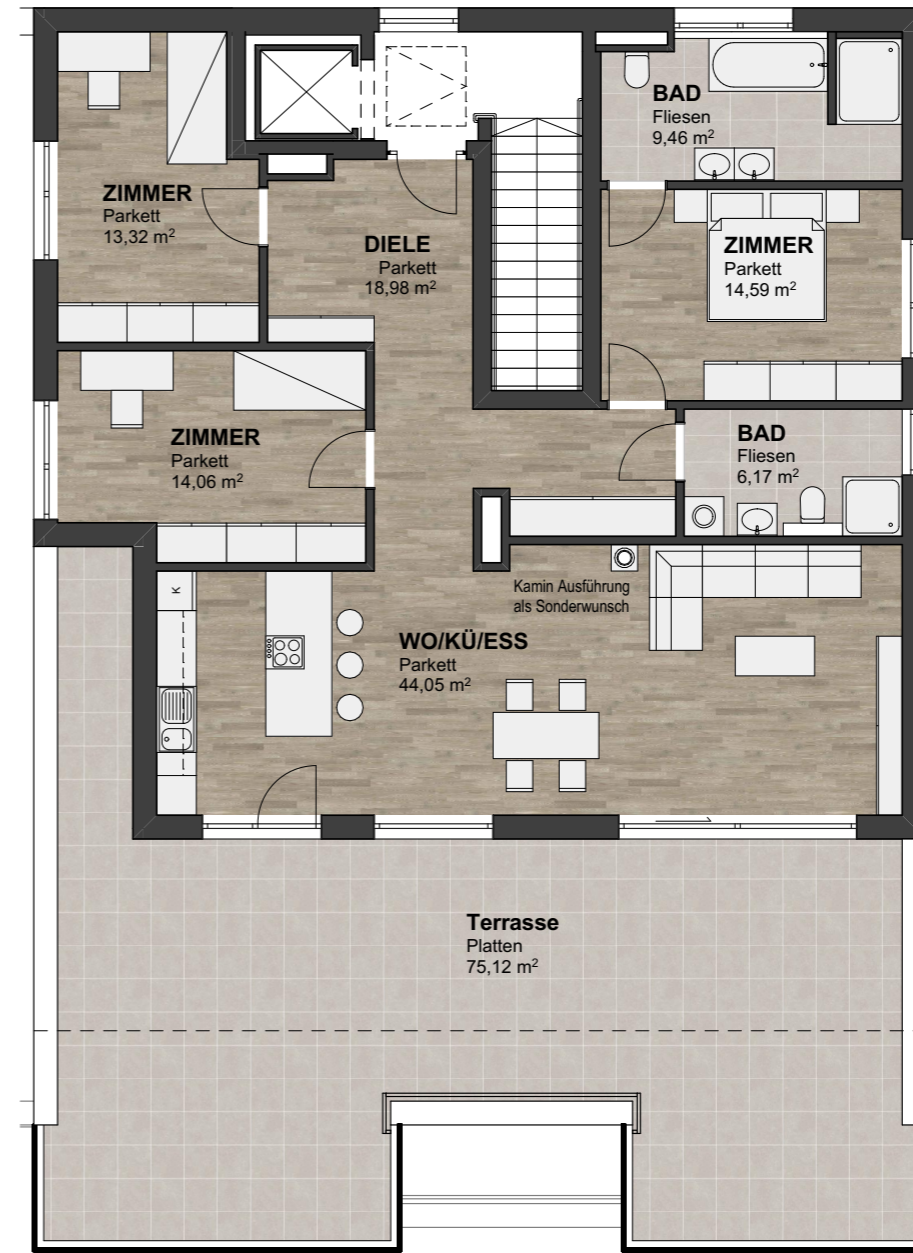 BAD
Fliesen
9,46 m²
ZIMMER
Parkett
13,32 m²
DIELE
Parkett
18,98 m²
ZIMMER
Parkett
14,59 m²
ZIMMER
Parkett
14,06 m²
BAD
Fliesen
6,17 m²
K
Kamin Ausführung
als Sonderwunsch
WO/KÜ/ESS
Parkett
44,05 m²
Terrasse
Platten
75,12 m²